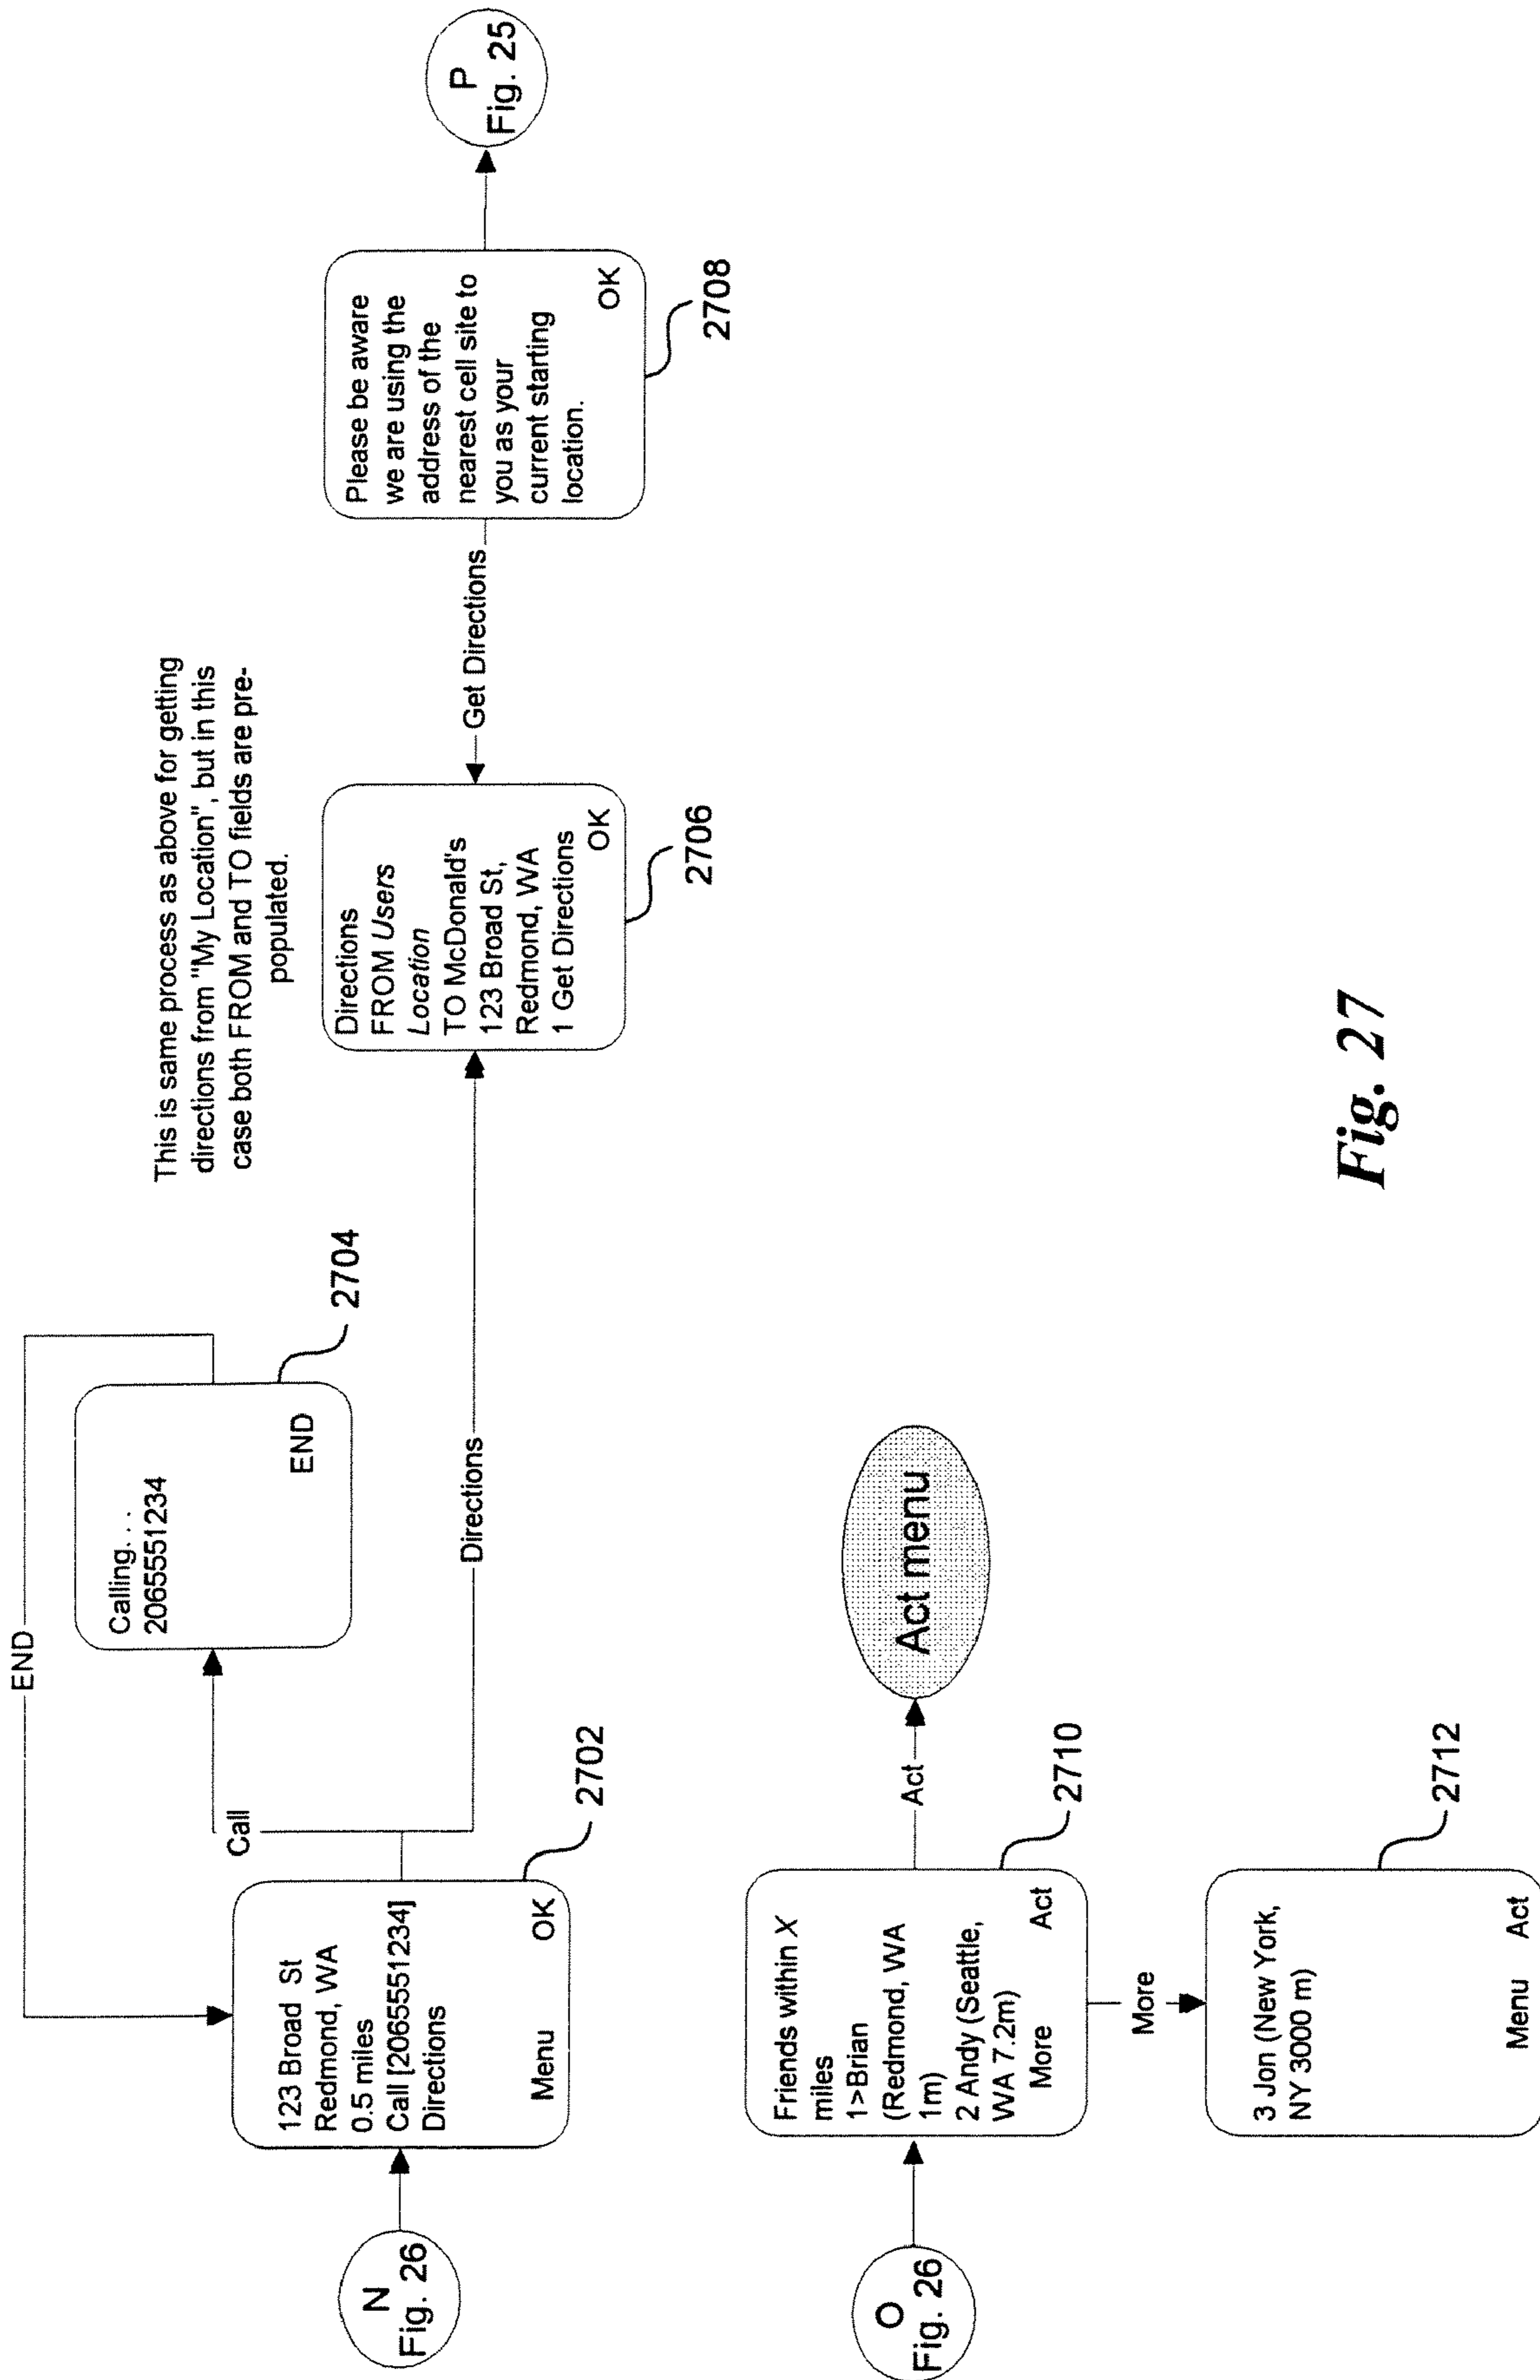 END
N
Fig. 26
123 Broad St
Redmond, WA
0.5 miles
Call [2065551234]
Directions
Menu OK
2702
Call
Calling. . .
2065551234
END
2704
Directions
This is same process as above for getting
directions from "My Location", but in this
case both FROM and TO fields are pre-
populated.
Directions
FROM Users
Location
TO McDonald's
123 Broad St,
Redmond, WA
1 Get Directions
OK
2706
Get Directions
Please be aware
we are using the
address of the
nearest cell site to
you as your
current starting
location.
OK
2708
P
Fig. 25
O
Fig. 26
Friends within X
miles
1>Brian
(Redmond, WA
1m)
2 Andy (Seattle,
WA 7.2m)
More Act
2710
Act
Act menu
More
3 Jon (New York,
NY 3000 m)
Menu Act
2712
Fig. 27